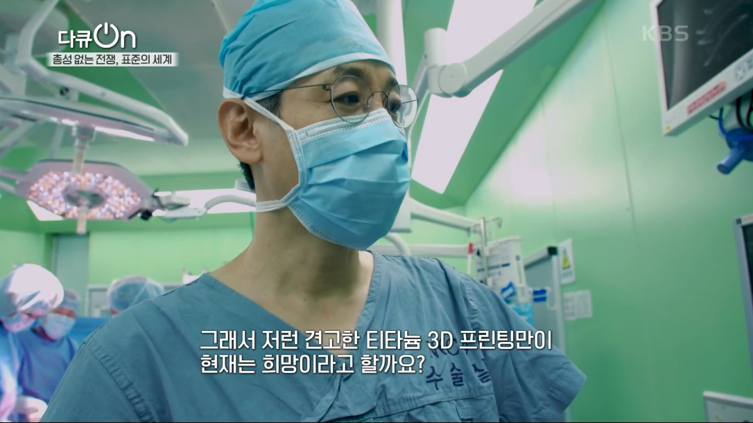 다큐On
총성 없는 전쟁, 표준의 세계
KBS
그래서 저런 견고한 티타늄 3D 프린팅만이
현재는 희망이라고 할까요?
수술실